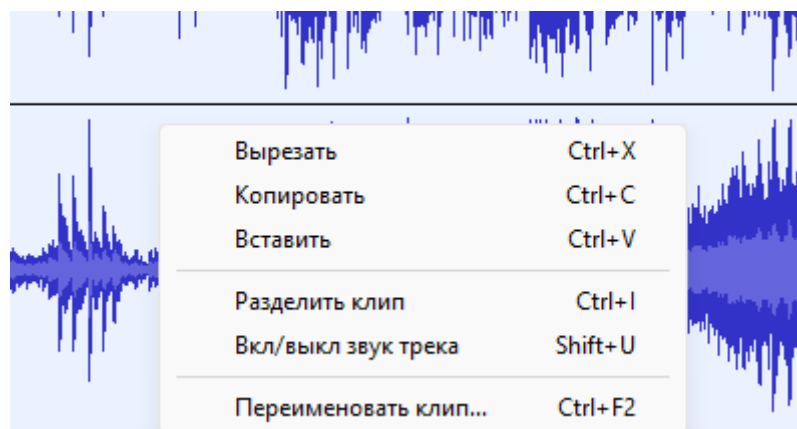 Вырезать Ctrl+X
Копировать Ctrl+C
Вставить Ctrl+V
Разделить клип Ctrl+I
Вкл/выкл звук трека Shift+U
Переименовать клип... Ctrl+F2